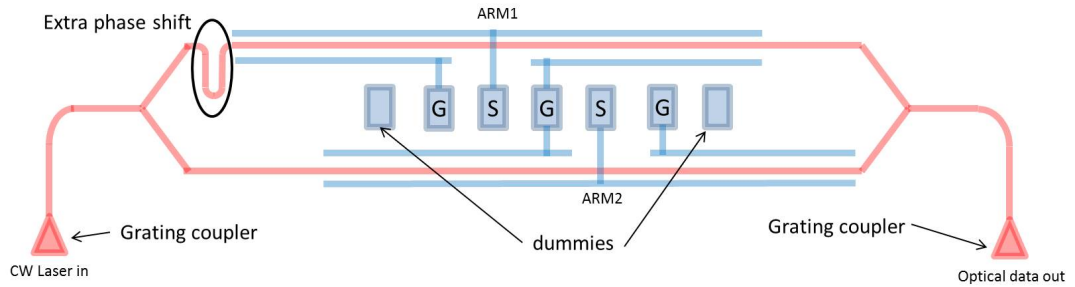 Extra phase shift
ARM1
G S G S G
ARM2
Grating coupler
dummies
Grating coupler
CW Laser in
Optical data out